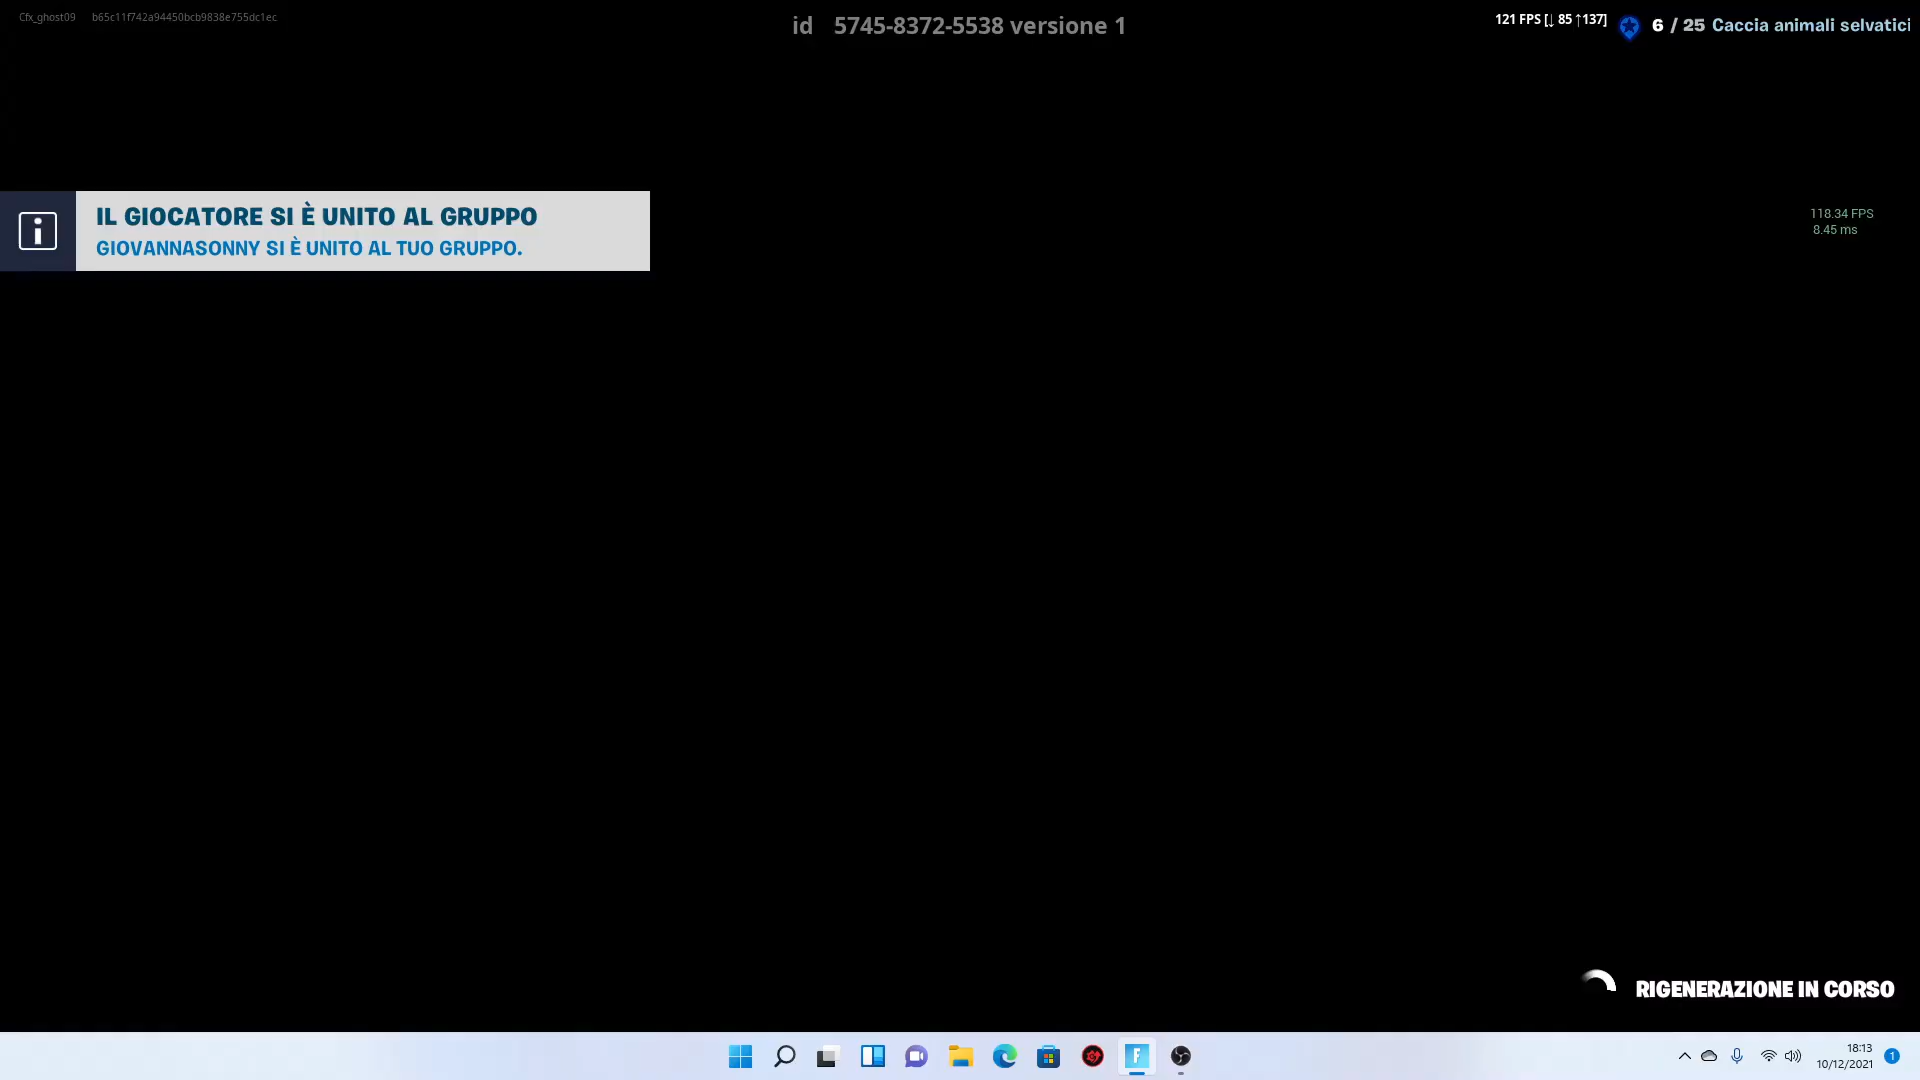 Cfx_ghost09 b65c11f742a94450bcb9838e755dc1ec
id 5745-8372-5538 versione 1
121 FPS [↓ 85 ↑137]
6 / 25 Caccia animali selvatici
IL GIOCATORE SI È UNITO AL GRUPPO
GIOVANNASONNY SI È UNITO AL TUO GRUPPO.
118.34 FPS
8.45 ms
RIGENERAZIONE IN CORSO
18:13
10/12/2021
1